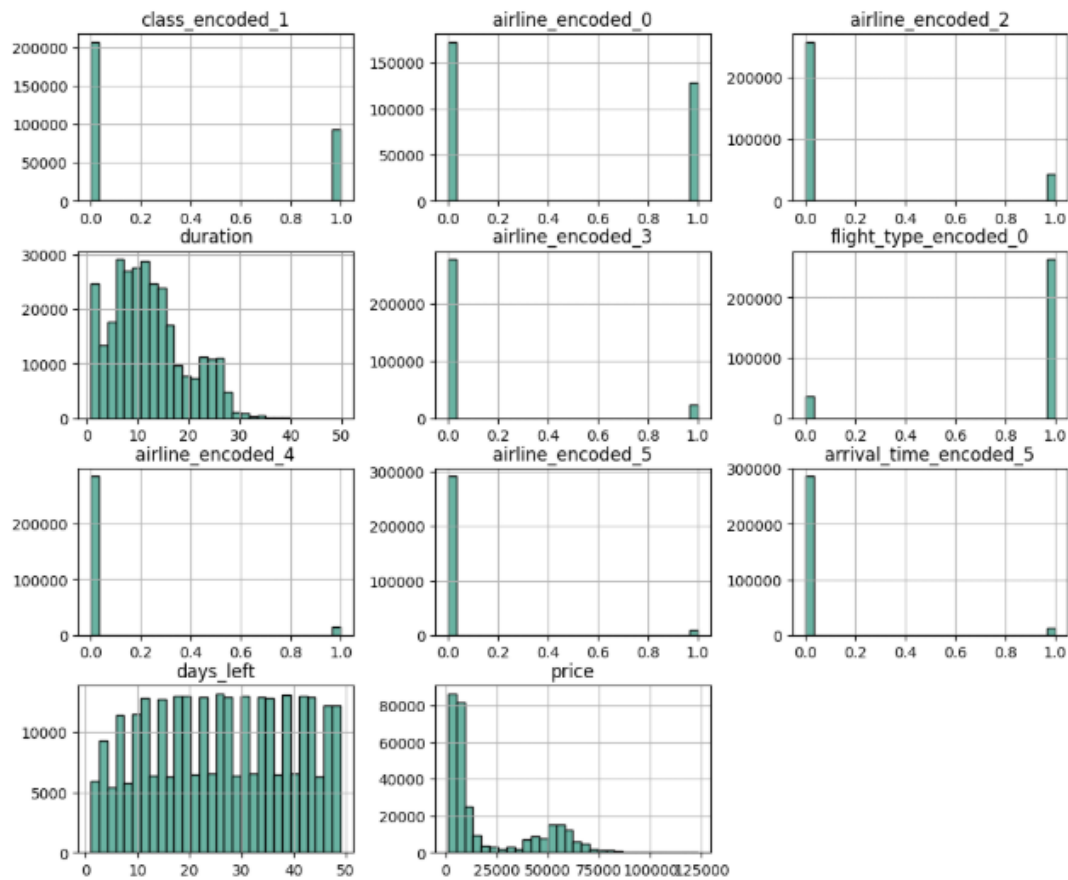 class_encoded_1 airline_encoded_0 airline_encoded_2
200000
150000
100000
50000
0
0.0 0.2 0.4 0.6 0.8 1.0
150000
100000
50000
0
0.0 0.2 0.4 0.6 0.8 1.0
200000
100000
0
0.0 0.2 0.4 0.6 0.8 1.0
duration airline_encoded_3 flight_type_encoded_0
30000
20000
10000
0
0 10 20 30 40 50
200000
100000
0
0.0 0.2 0.4 0.6 0.8 1.0
200000
100000
0
0.0 0.2 0.4 0.6 0.8 1.0
airline_encoded_4 airline_encoded_5 arrival_time_encoded_5
200000
100000
0
0.0 0.2 0.4 0.6 0.8 1.0
300000
200000
100000
0
0.0 0.2 0.4 0.6 0.8 1.0
300000
200000
100000
0
0.0 0.2 0.4 0.6 0.8 1.0
days_left price
10000
5000
0
0 10 20 30 40 50
80000
60000
40000
20000
0
0 25000 50000 75000 100000 125000